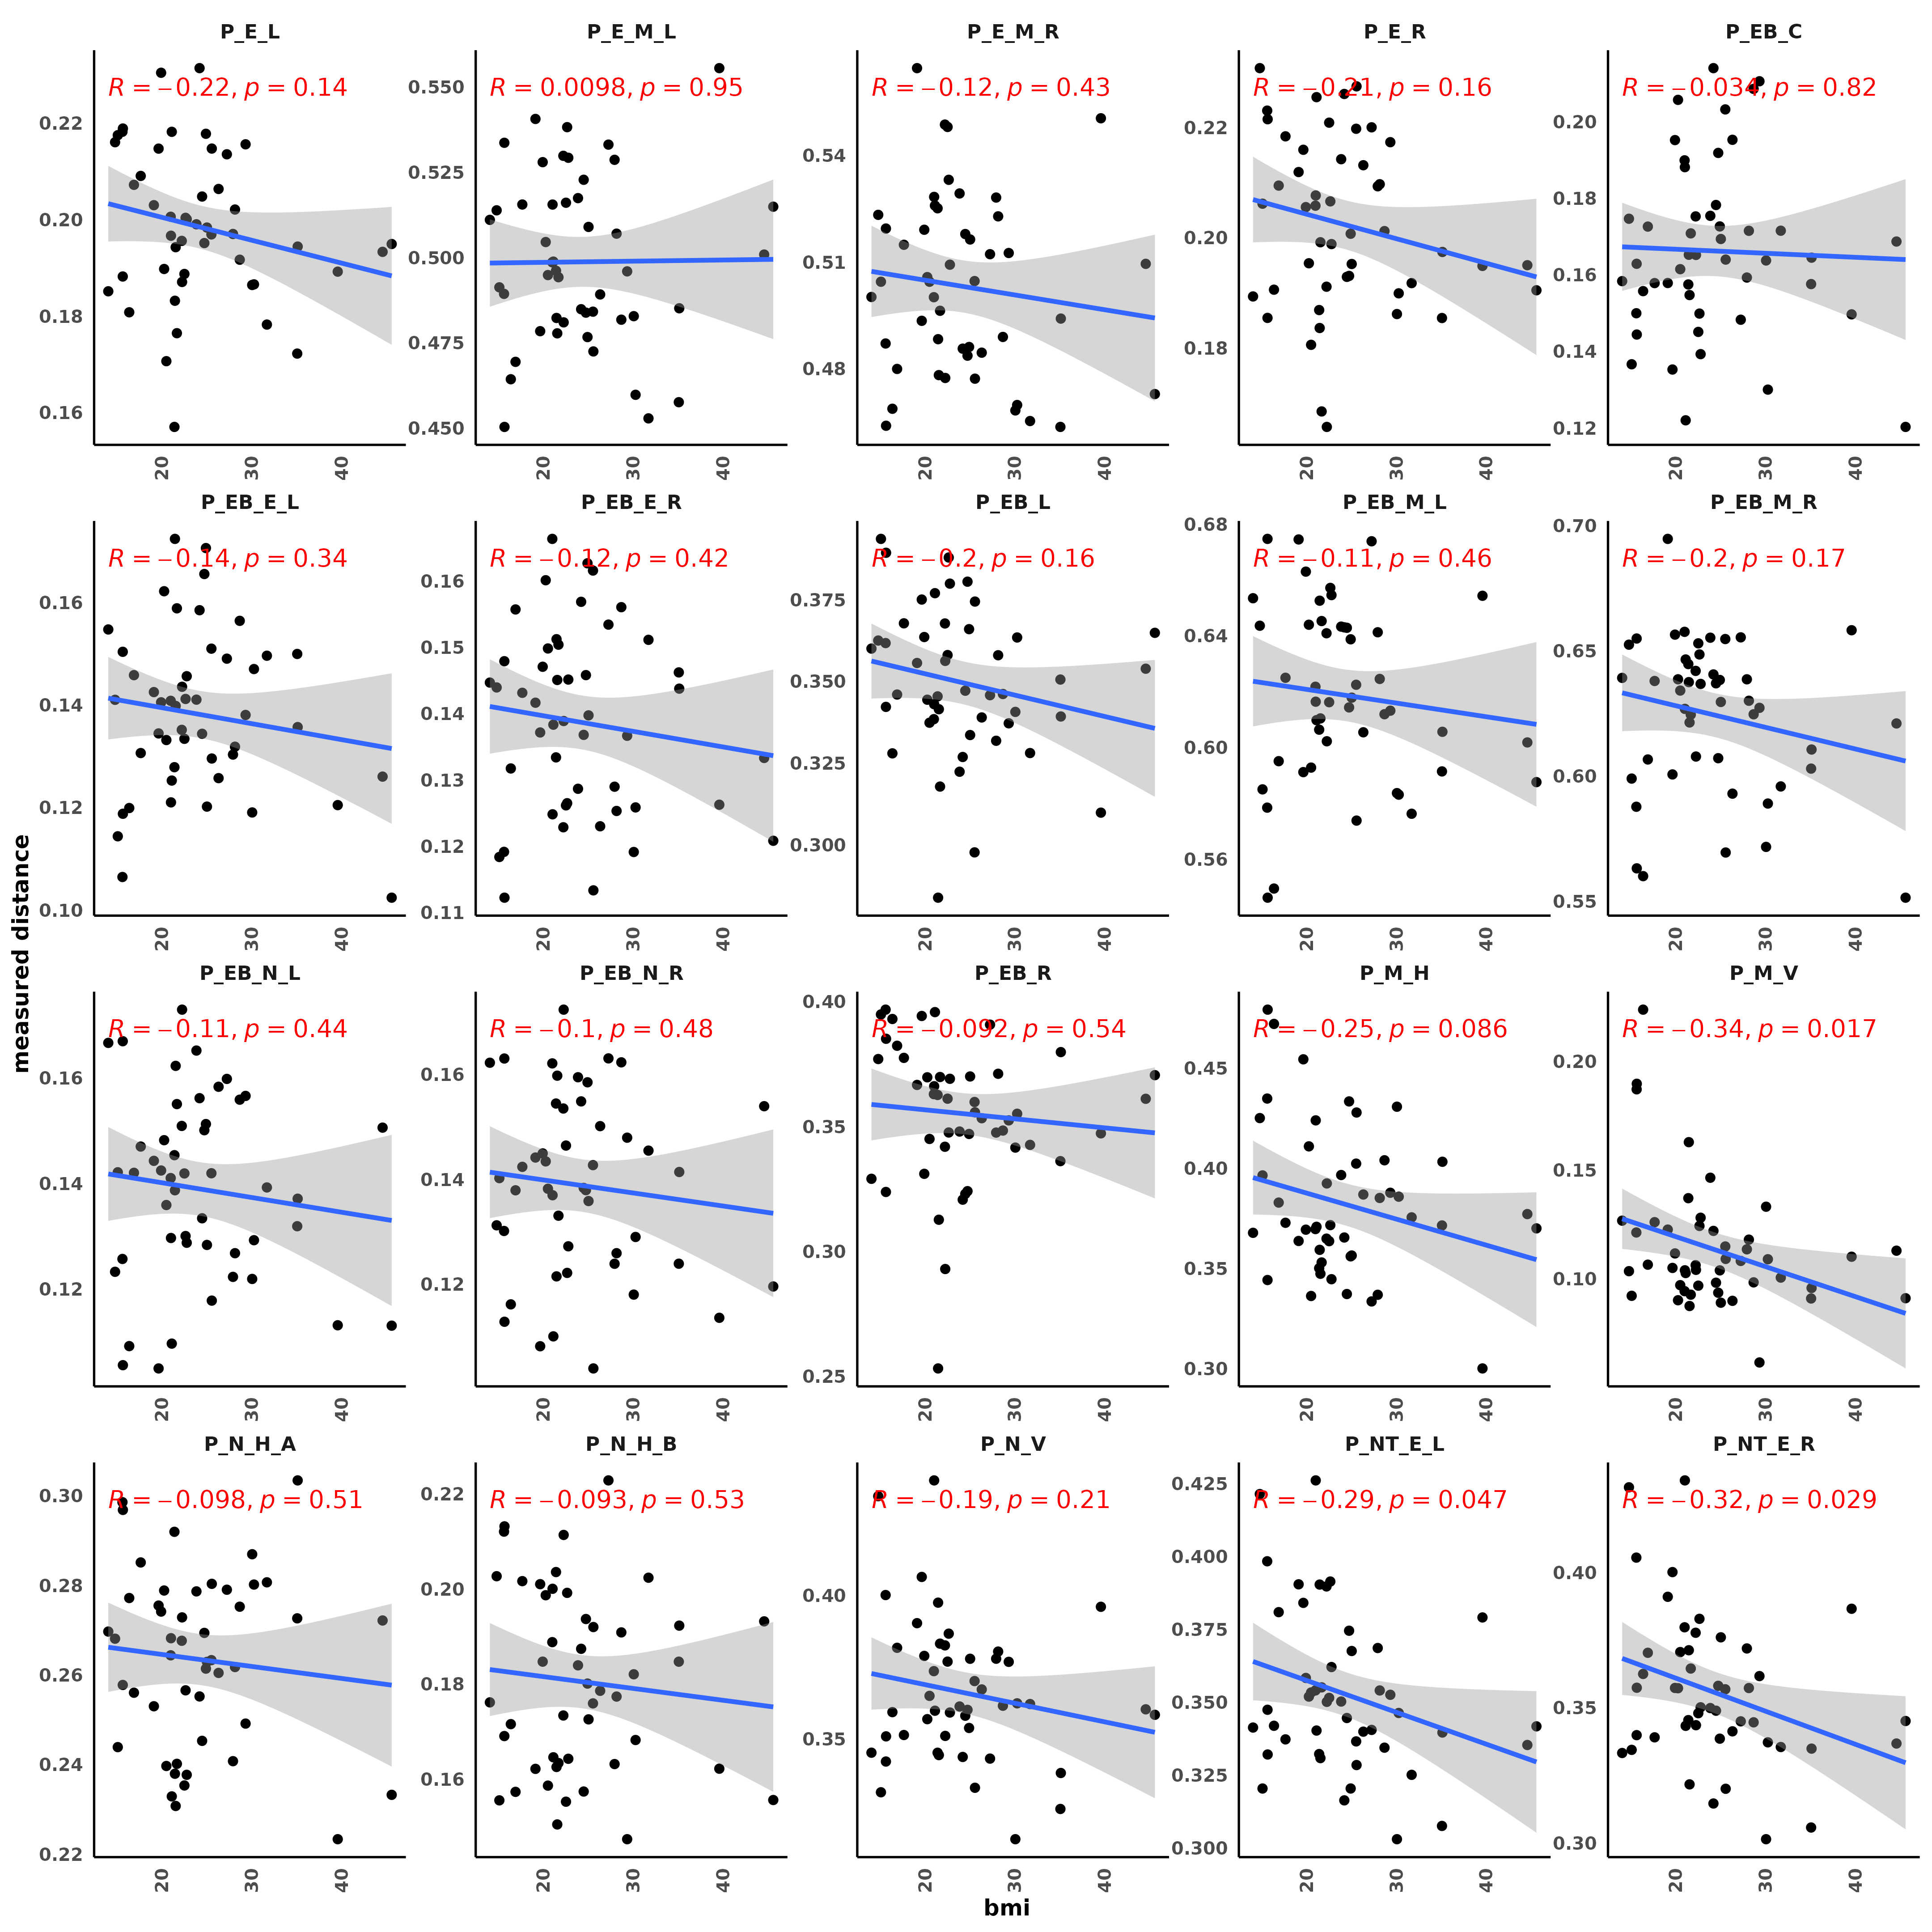 P_E_L P_E_M_L P_E_M_R P_E_R P_EB_C
R = −0.22, p = 0.14
0.22
0.20
0.18
0.16
20 30 40
R = 0.0098, p = 0.95
0.550
0.525
0.500
0.475
0.450
20 30 40
R = −0.12, p = 0.43
0.54
0.51
0.48
20 30 40
R = −0.21, p = 0.16
0.22
0.20
0.18
20 30 40
R = −0.034, p = 0.82
0.20
0.18
0.16
0.14
0.12
20 30 40
P_EB_E_L P_EB_E_R P_EB_L P_EB_M_L P_EB_M_R
R = −0.14, p = 0.34
0.16
0.14
0.12
0.10
20 30 40
R = −0.12, p = 0.42
0.16
0.15
0.14
0.13
0.12
0.11
20 30 40
R = −0.2, p = 0.16
0.375
0.350
0.325
0.300
20 30 40
R = −0.11, p = 0.46
0.68
0.64
0.60
0.56
20 30 40
R = −0.2, p = 0.17
0.70
0.65
0.60
0.55
20 30 40
measured distance
P_EB_N_L P_EB_N_R P_EB_R P_M_H P_M_V
R = −0.11, p = 0.44
0.16
0.14
0.12
20 30 40
R = −0.1, p = 0.48
0.16
0.14
0.12
20 30 40
R = −0.092, p = 0.54
0.40
0.35
0.30
0.25
20 30 40
R = −0.25, p = 0.086
0.45
0.40
0.35
0.30
20 30 40
R = −0.34, p = 0.017
0.20
0.15
0.10
20 30 40
P_N_H_A P_N_H_B P_N_V P_NT_E_L P_NT_E_R
R = −0.098, p = 0.51
0.30
0.28
0.26
0.24
0.22
20 30 40
R = −0.093, p = 0.53
0.22
0.20
0.18
0.16
20 30 40
R = −0.19, p = 0.21
0.40
0.35
20 30 40
R = −0.29, p = 0.047
0.425
0.400
0.375
0.350
0.325
0.300
20 30 40
R = −0.32, p = 0.029
0.40
0.35
0.30
20 30 40
bmi